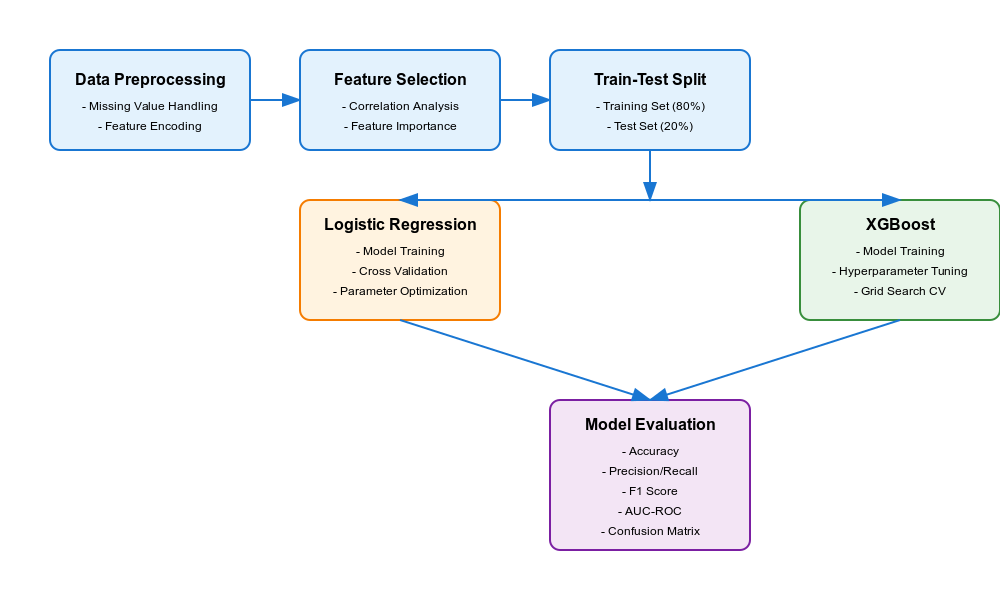 Data Preprocessing
- Missing Value Handling
- Feature Encoding
Feature Selection
- Correlation Analysis
- Feature Importance
Train-Test Split
- Training Set (80%)
- Test Set (20%)
Logistic Regression
- Model Training
- Cross Validation
- Parameter Optimization
XGBoost
- Model Training
- Hyperparameter Tuning
- Grid Search CV
Model Evaluation
- Accuracy
- Precision/Recall
- F1 Score
- AUC-ROC
- Confusion Matrix